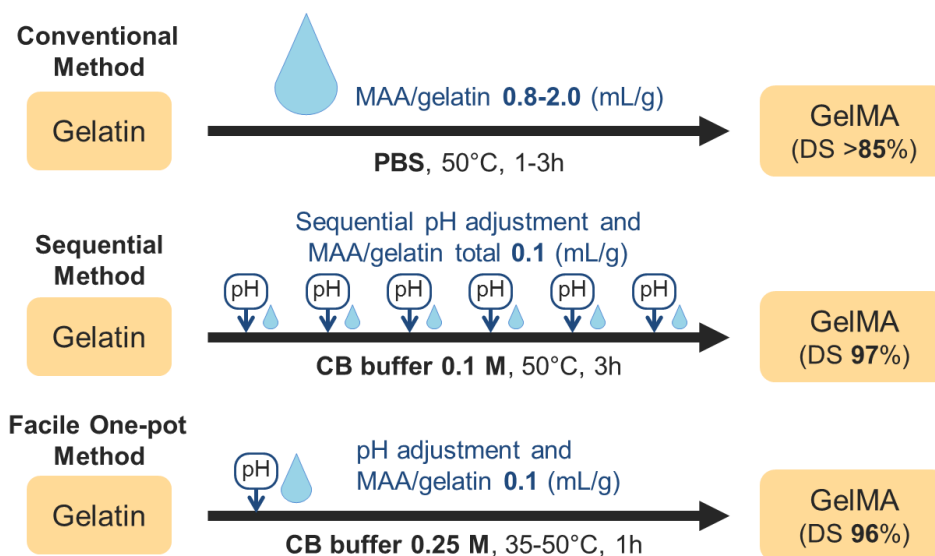 Conventional
Method
Gelatin
MAA/gelatin 0.8-2.0 (mL/g)
PBS, 50°C, 1-3h
GelMA
(DS >85%)
Sequential
Method
Gelatin
Sequential pH adjustment and
MAA/gelatin total 0.1 (mL/g)
pH pH pH pH pH pH
CB buffer 0.1 M, 50°C, 3h
GelMA
(DS 97%)
Facile One-pot
Method
Gelatin
pH
pH adjustment and
MAA/gelatin 0.1 (mL/g)
CB buffer 0.25 M, 35-50°C, 1h
GelMA
(DS 96%)